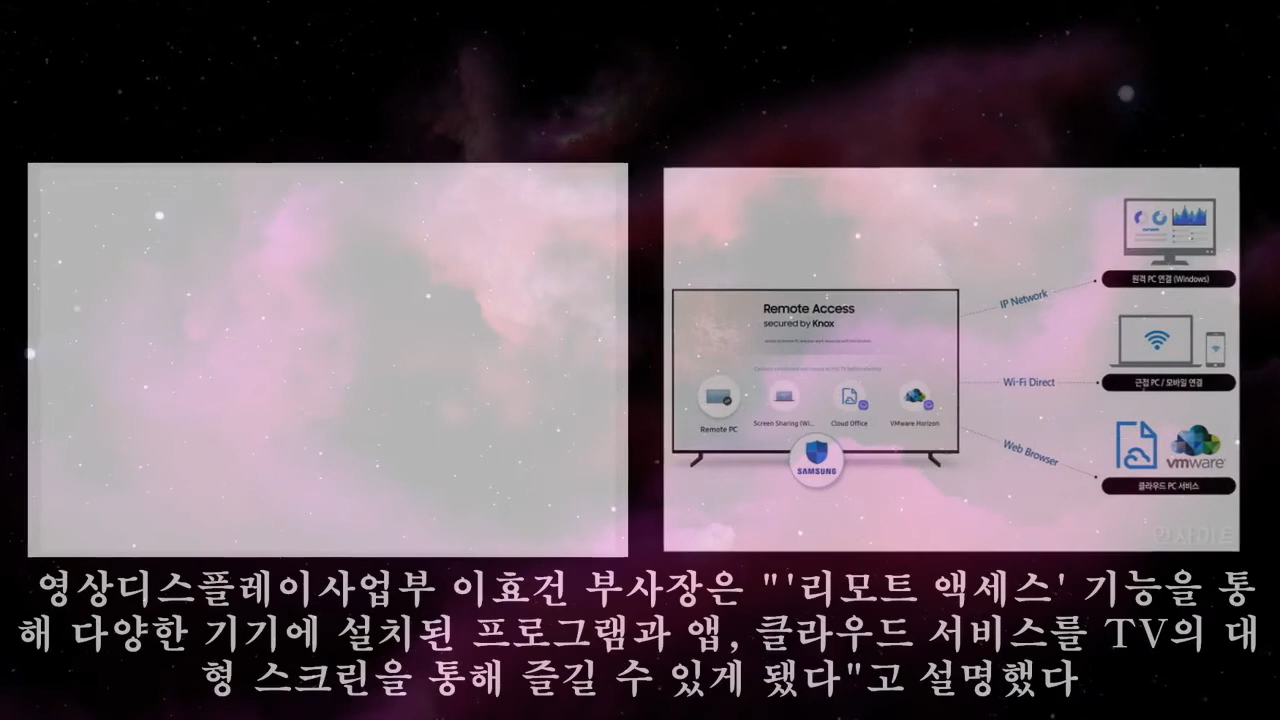 Remote Access
secured by Knox
Remote PC
Screen Sharing (Wi...
Cloud Office
VMware Horizon
SAMSUNG
IP Network
원격 PC 연결 (Windows)
Wi-Fi Direct
근접 PC / 모바일 연결
Web Browser
vmware
클라우드 PC 서비스
인사이트
영상디스플레이사업부 이효건 부사장은 "'리모트 액세스' 기능을 통
해 다양한 기기에 설치된 프로그램과 앱, 클라우드 서비스를 TV의 대
형 스크린을 통해 즐길 수 있게 됐다"고 설명했다